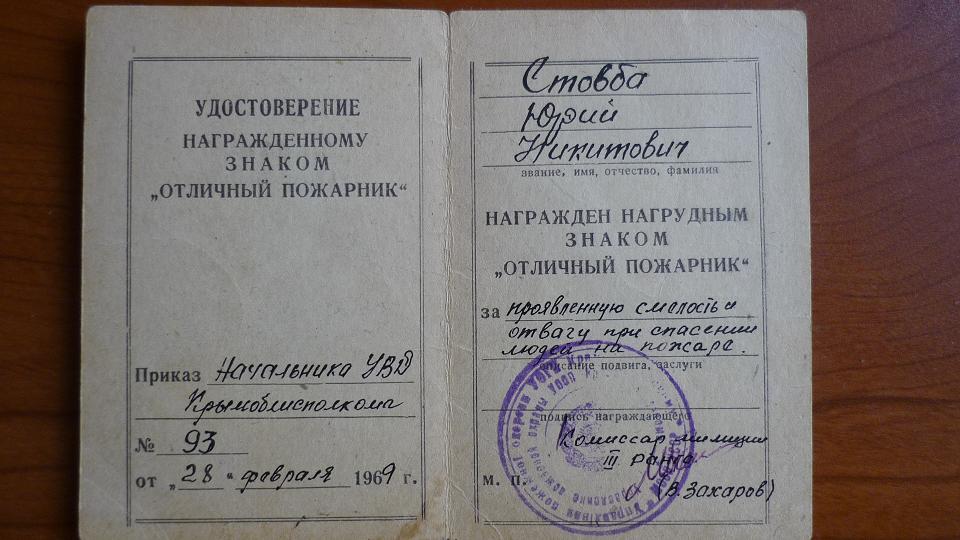 УДОСТОВЕРЕНИЕ
НАГРАЖДЕННОМУ
ЗНАКОМ
„ОТЛИЧНЫЙ ПОЖАРНИК“
Приказ Начальника УВД
Крымоблисполкома
№ 93
от „28“ февраля 1969 г.
Стовба
Юрий
Никитович
звание, имя, отчество, фамилия
НАГРАЖДЕН НАГРУДНЫМ
ЗНАКОМ
„ОТЛИЧНЫЙ ПОЖАРНИК“
за проявленную смелость и
отвагу при спасении
людей на пожаре.
описание подвига, заслуги
подпись награждающего
Комиссар милиции
III ранга
М. П.
(В. Захаров)